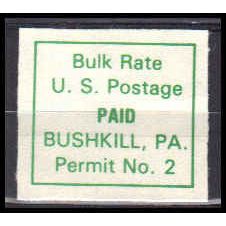 Bulk Rate
U. S. Postage
PAID
BUSHKILL, PA.
Permit No. 2